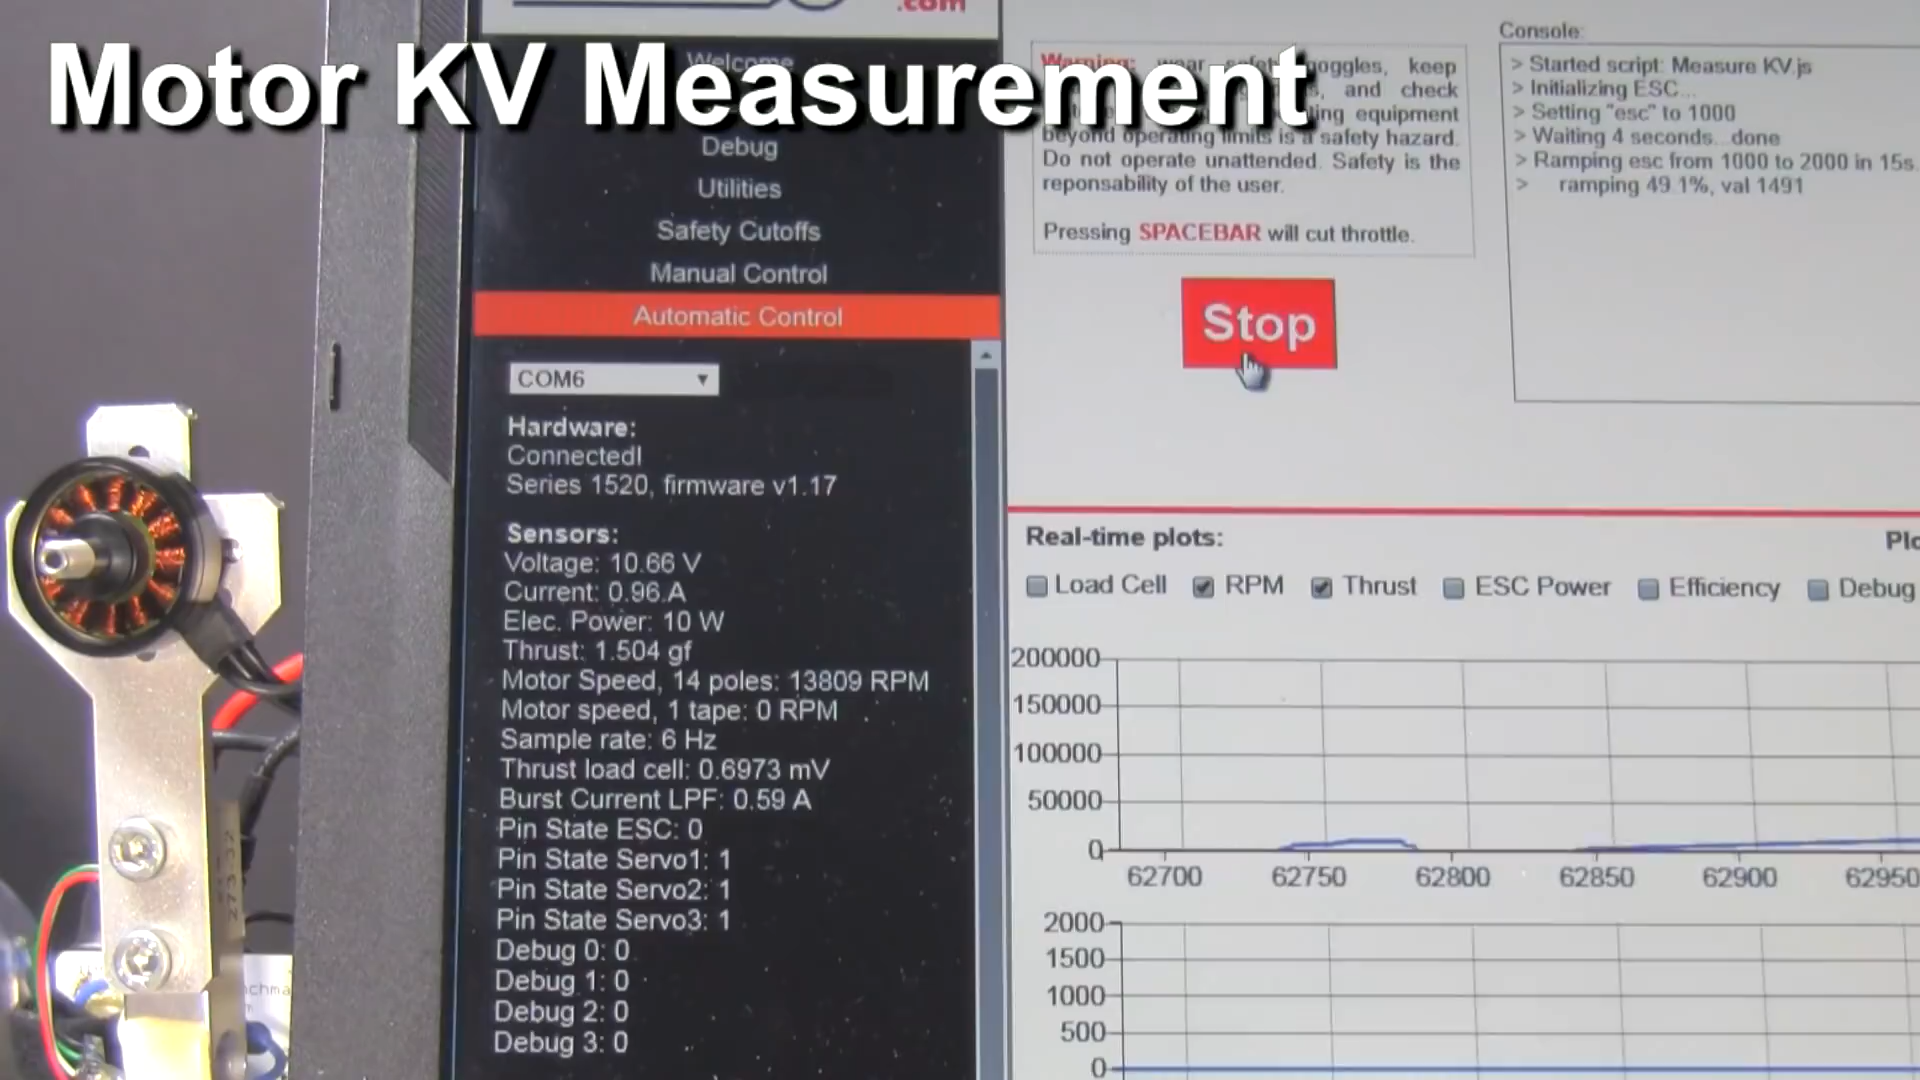 Motor KV Measurement
.com
Welcome
Debug
Utilities
Safety Cutoffs
Manual Control
Automatic Control
COM6
Hardware:
Connected!
Series 1520, firmware v1.17
Sensors:
Voltage: 10.66 V
Current: 0.96 A
Elec. Power: 10 W
Thrust: 1.504 gf
Motor Speed, 14 poles: 13809 RPM
Motor speed, 1 tape: 0 RPM
Sample rate: 6 Hz
Thrust load cell: 0.6973 mV
Burst Current LPF: 0.59 A
Pin State ESC: 0
Pin State Servo1: 1
Pin State Servo2: 1
Pin State Servo3: 1
Debug 0: 0
Debug 1: 0
Debug 2: 0
Debug 3: 0
Warning: wear safety goggles, keep
and check
equipment
beyond operating limits is a safety hazard.
Do not operate unattended. Safety is the
reponsability of the user.
Pressing SPACEBAR will cut throttle.
Stop
Console:
> Started script: Measure KV.js
> Initializing ESC...
> Setting "esc" to 1000
> Waiting 4 seconds...done
> Ramping esc from 1000 to 2000 in 15s.
> ramping 49.1%, val 1491
Real-time plots:
Load Cell RPM Thrust ESC Power Efficiency Debug
200000
150000
100000
50000
0
62700 62750 62800 62850 62900 62950
2000
1500
1000
500
0